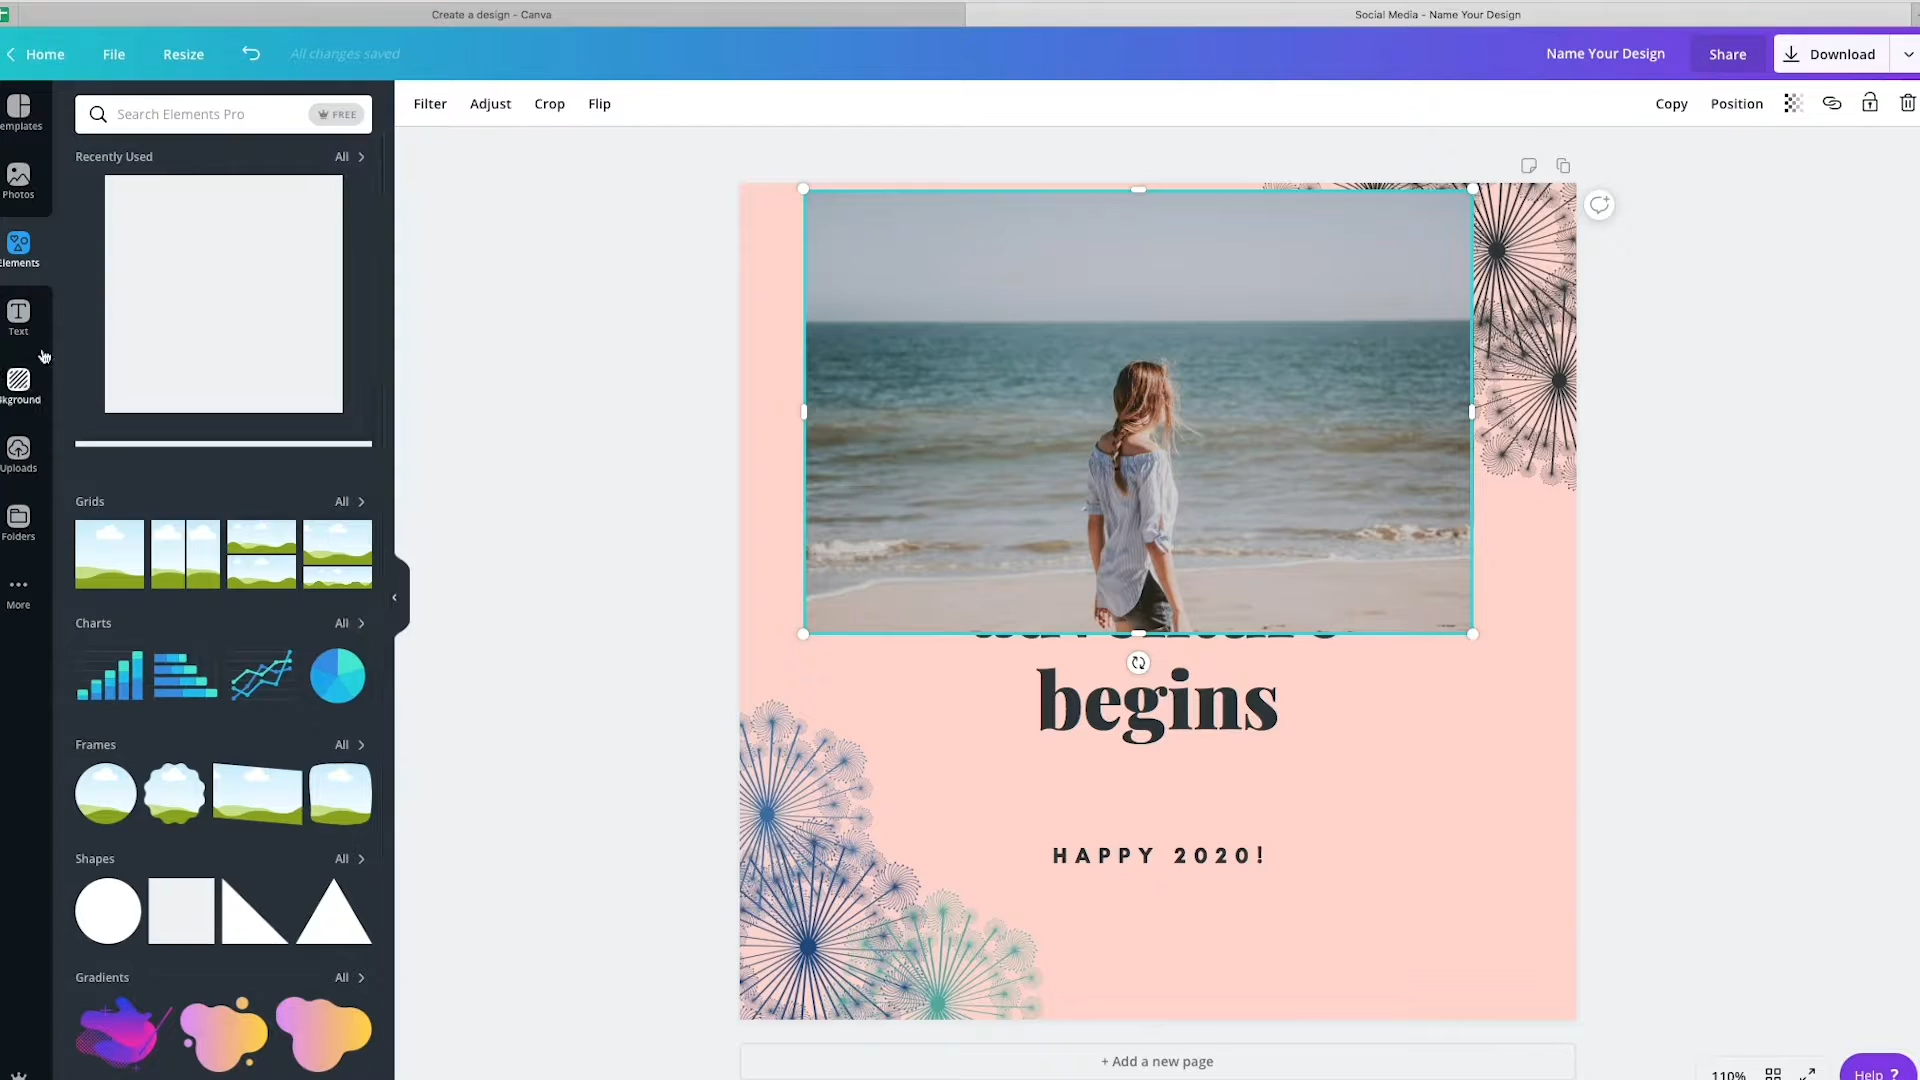 Create a design - Canva
Social Media - Name Your Design
Home
File
Resize
All changes saved
Name Your Design
Share
Download
Filter
Adjust
Crop
Flip
Copy
Position
emplates
Photos
Elements
Text
kground
Uploads
Folders
More
Search Elements Pro
FREE
Recently Used
All
Grids
All
Charts
All
Frames
All
Shapes
All
Gradients
All
begins
HAPPY 2020!
+ Add a new page
110%
Help ?